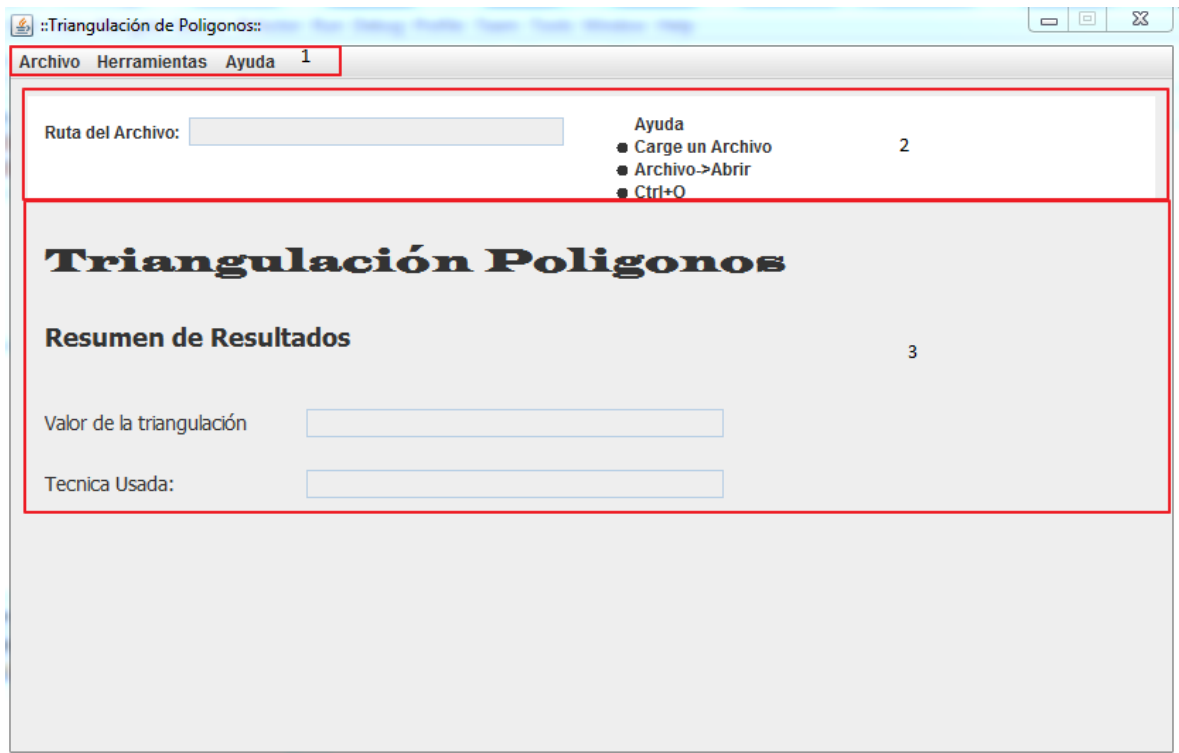 ::Triangulación de Poligonos::
Archivo Herramientas Ayuda 1
Ruta del Archivo:
Ayuda
Carge un Archivo
Archivo->Abrir
Ctrl+O
2
Triangulación Poligonos
Resumen de Resultados
3
Valor de la triangulación
Tecnica Usada: